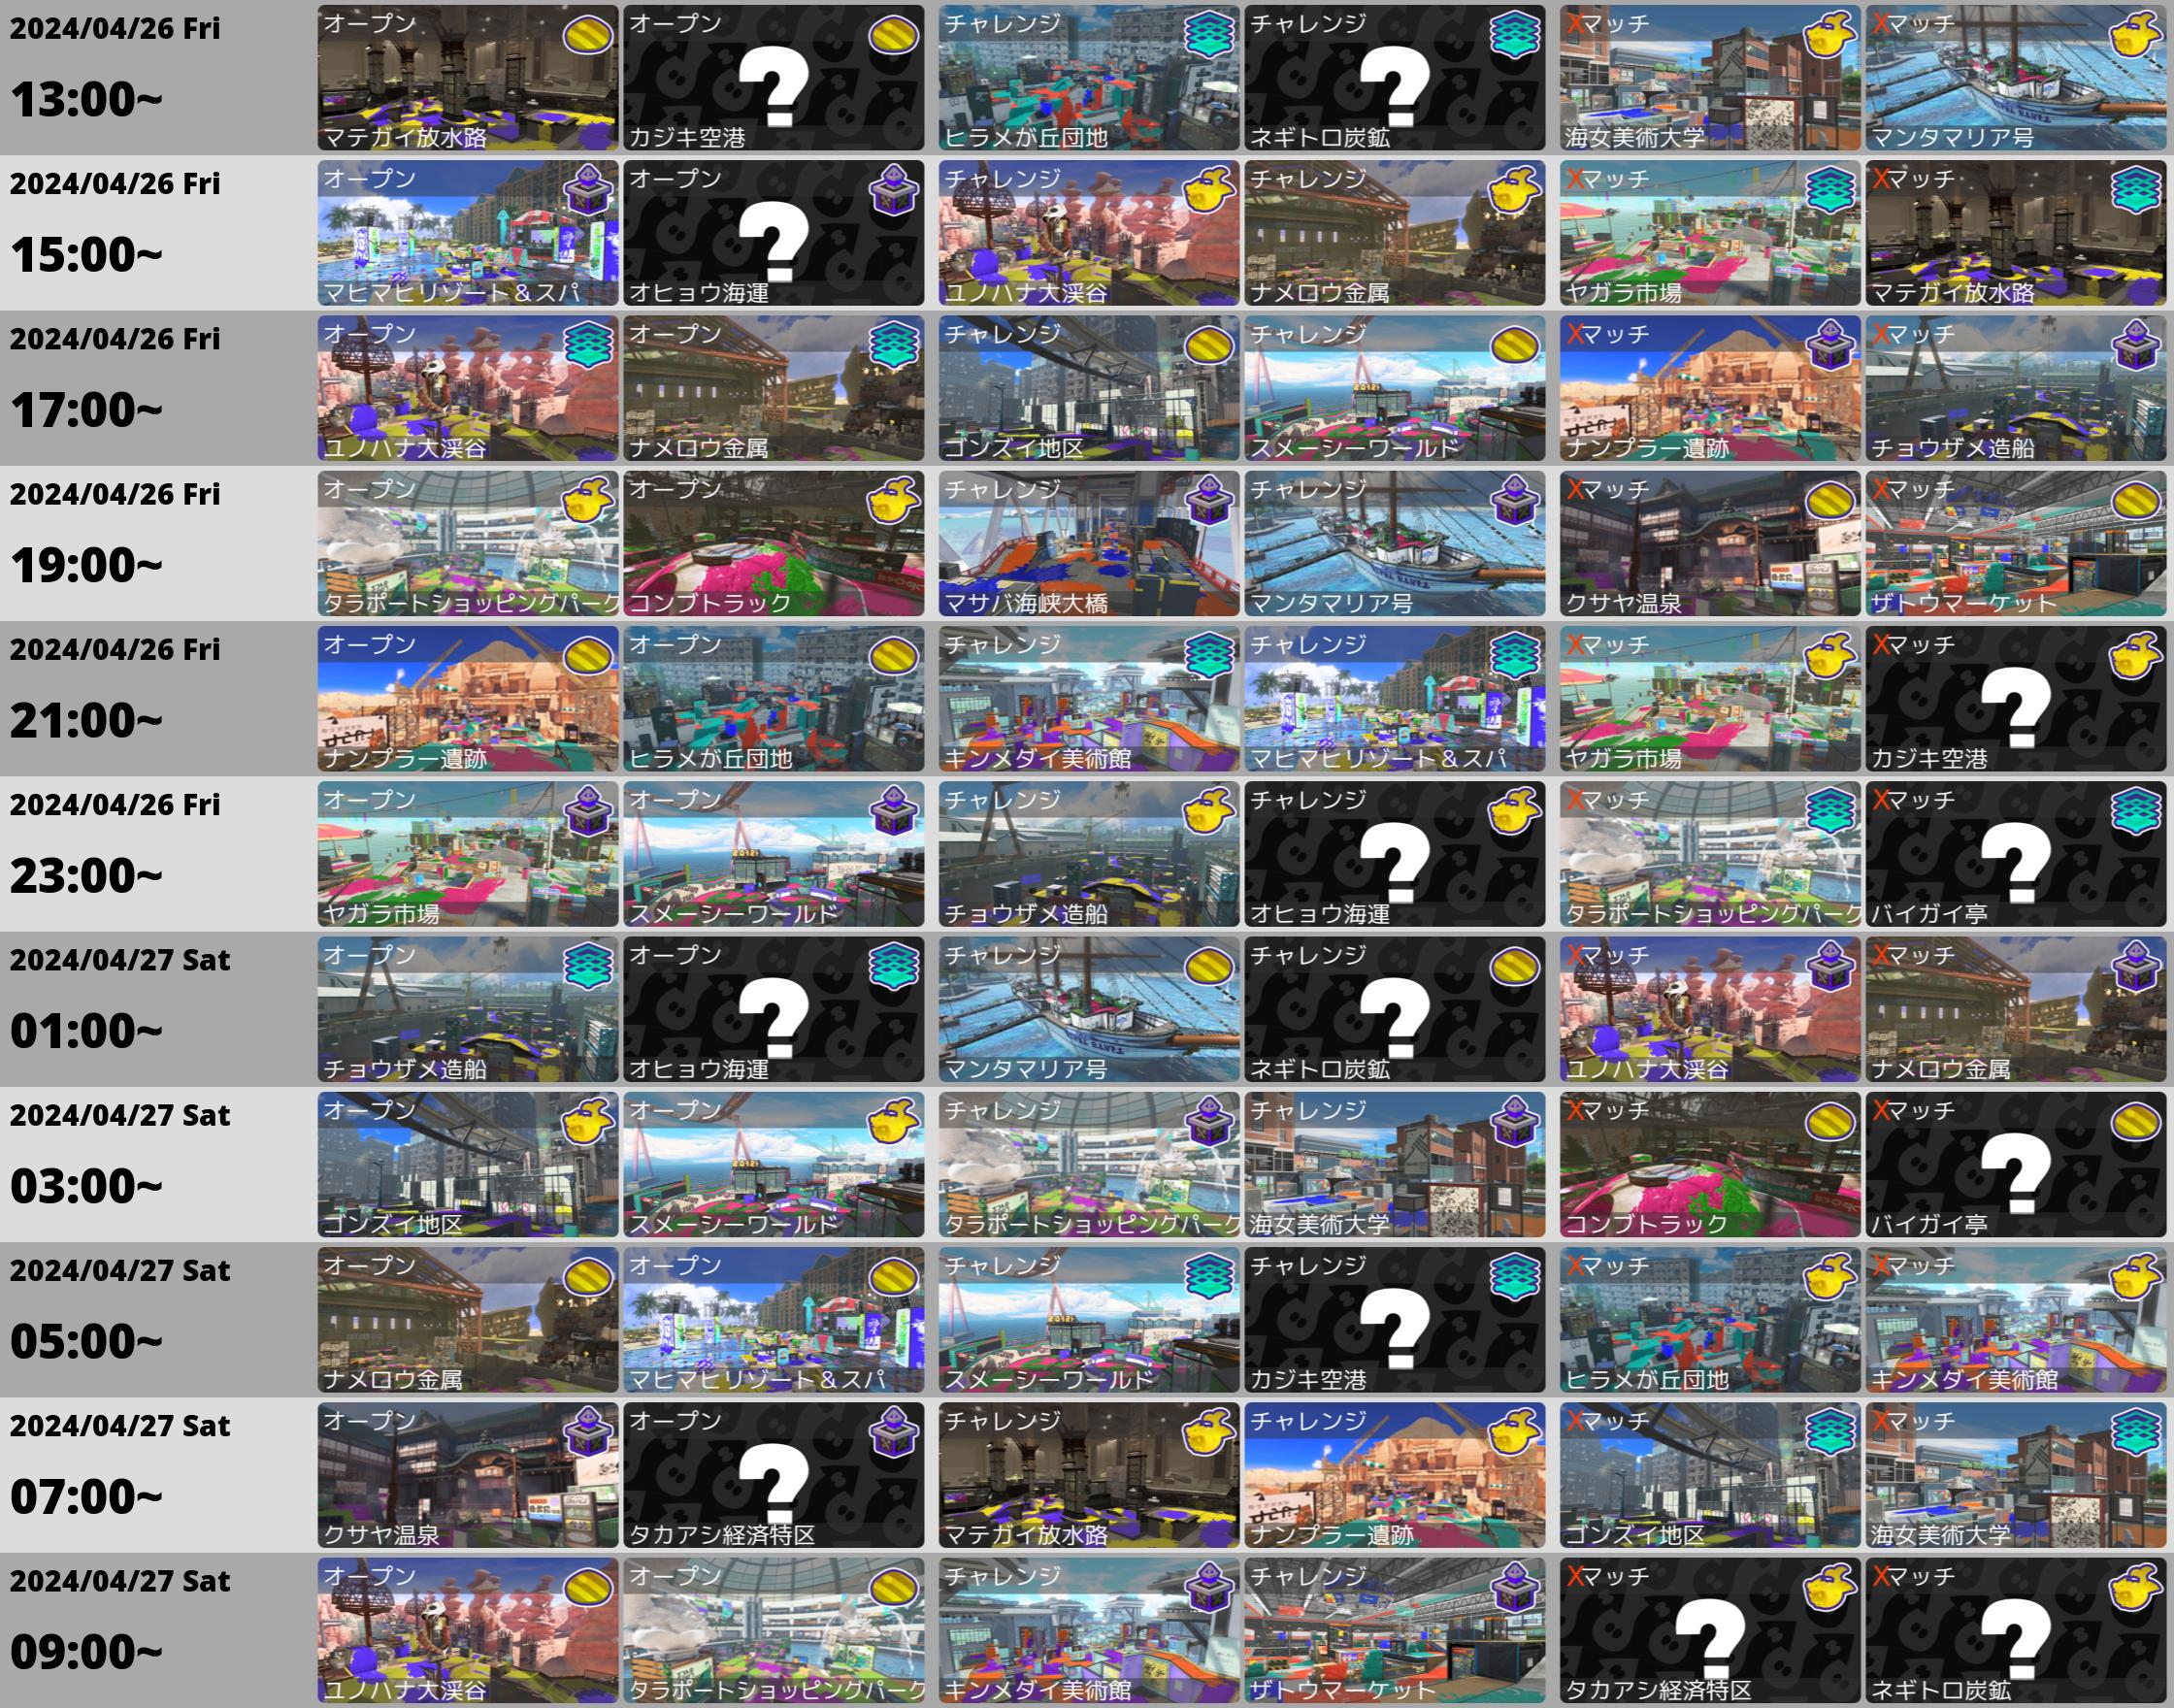 2024/04/26 Fri
13:00~
オープン
マテガイ放水路
オープン
カジキ空港
チャレンジ
ヒラメが丘団地
チャレンジ
ネギトロ炭鉱
Xマッチ
海女美術大学
Xマッチ
マンタマリア号
2024/04/26 Fri
15:00~
オープン
マヒマヒリゾート＆スパ
オープン
オヒョウ海運
チャレンジ
ユノハナ大渓谷
チャレンジ
ナメロウ金属
Xマッチ
ヤガラ市場
Xマッチ
マテガイ放水路
2024/04/26 Fri
17:00~
オープン
ユノハナ大渓谷
オープン
ナメロウ金属
チャレンジ
ゴンズイ地区
チャレンジ
スメーシーワールド
Xマッチ
ナンプラー遺跡
Xマッチ
チョウザメ造船
2024/04/26 Fri
19:00~
オープン
タラポートショッピングパーク
オープン
コンブトラック
チャレンジ
マサバ海峡大橋
チャレンジ
マンタマリア号
Xマッチ
クサヤ温泉
Xマッチ
ザトウマーケット
2024/04/26 Fri
21:00~
オープン
ナンプラー遺跡
オープン
ヒラメが丘団地
チャレンジ
キンメダイ美術館
チャレンジ
マヒマヒリゾート＆スパ
Xマッチ
ヤガラ市場
Xマッチ
カジキ空港
2024/04/26 Fri
23:00~
オープン
ヤガラ市場
オープン
スメーシーワールド
チャレンジ
チョウザメ造船
チャレンジ
オヒョウ海運
Xマッチ
タラポートショッピングパーク
Xマッチ
バイガイ亭
2024/04/27 Sat
01:00~
オープン
チョウザメ造船
オープン
オヒョウ海運
チャレンジ
マンタマリア号
チャレンジ
ネギトロ炭鉱
Xマッチ
ユノハナ大渓谷
Xマッチ
ナメロウ金属
2024/04/27 Sat
03:00~
オープン
ゴンズイ地区
オープン
スメーシーワールド
チャレンジ
タラポートショッピングパーク
チャレンジ
海女美術大学
Xマッチ
コンブトラック
Xマッチ
バイガイ亭
2024/04/27 Sat
05:00~
オープン
ナメロウ金属
オープン
マヒマヒリゾート＆スパ
チャレンジ
スメーシーワールド
チャレンジ
カジキ空港
Xマッチ
ヒラメが丘団地
Xマッチ
キンメダイ美術館
2024/04/27 Sat
07:00~
オープン
クサヤ温泉
オープン
タカアシ経済特区
チャレンジ
マテガイ放水路
チャレンジ
ナンプラー遺跡
Xマッチ
ゴンズイ地区
Xマッチ
海女美術大学
2024/04/27 Sat
09:00~
オープン
ユノハナ大渓谷
オープン
タラポートショッピングパーク
チャレンジ
キンメダイ美術館
チャレンジ
ザトウマーケット
Xマッチ
タカアシ経済特区
Xマッチ
ネギトロ炭鉱